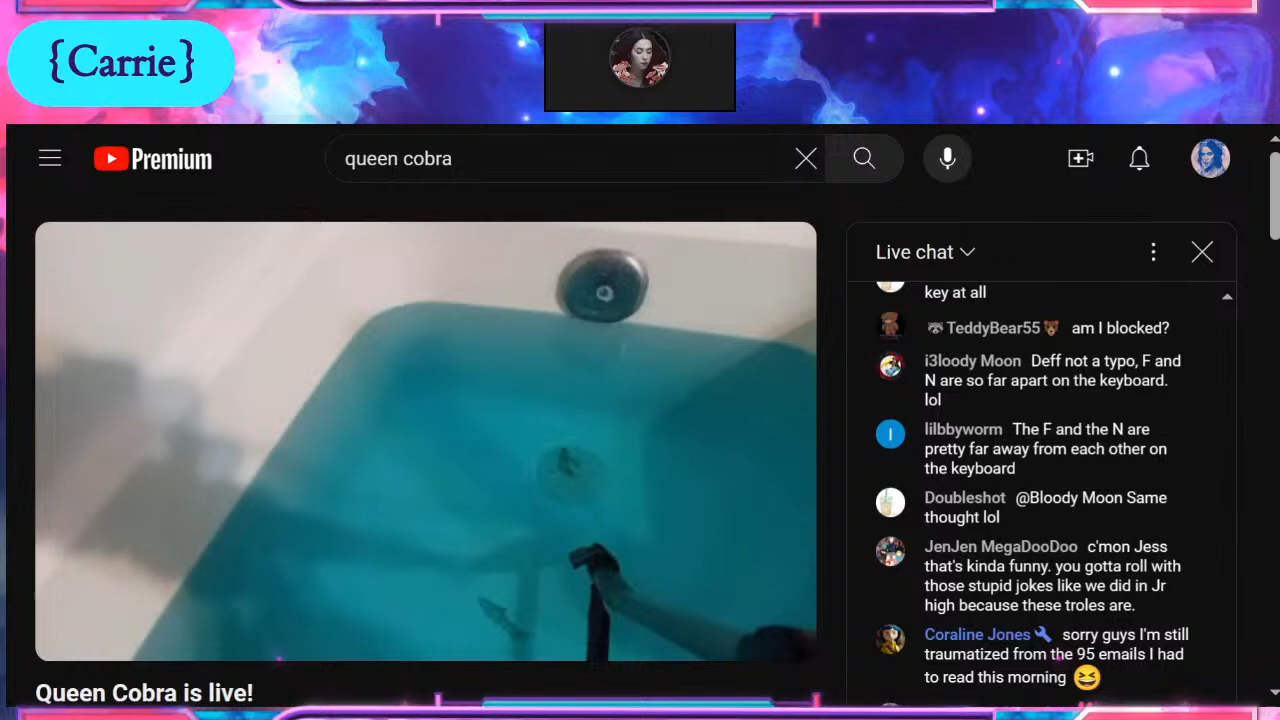 {Carrie}
Premium
queen cobra
Live chat
key at all
TeddyBear55 am I blocked?
i3loody Moon Deff not a typo, F and
N are so far apart on the keyboard.
lol
I
lilbbyworm The F and the N are
pretty far away from each other on
the keyboard
Doubleshot @Bloody Moon Same
thought lol
JenJen MegaDooDoo c'mon Jess
that's kinda funny. you gotta roll with
those stupid jokes like we did in Jr
high because these troles are.
Coraline Jones sorry guys I'm still
traumatized from the 95 emails I had
to read this morning
Queen Cobra is live!